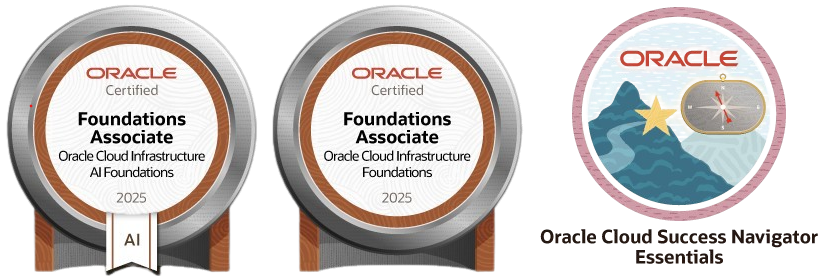 ORACLE
Certified
Foundations
Associate
Oracle Cloud Infrastructure
AI Foundations
2025
AI
ORACLE
Certified
Foundations
Associate
Oracle Cloud Infrastructure
Foundations
2025
ORACLE
N
W
E
S
Oracle Cloud Success Navigator
Essentials